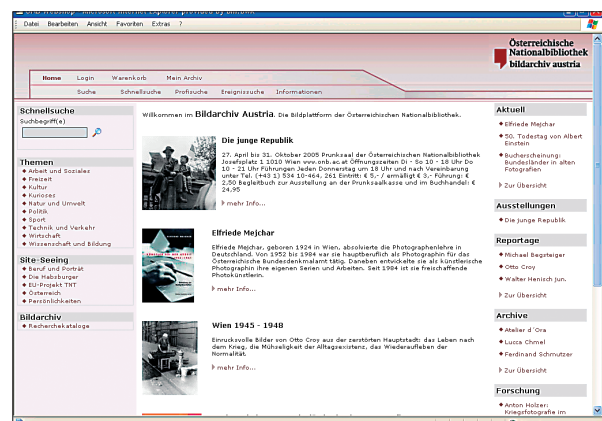 Datei Bearbeiten Ansicht Favoriten Extras ?
Österreichische
Nationalbibliothek
bildarchiv austria
Home Login Warenkorb Mein Archiv
Suche Schnellsuche Profisuche Ereignissuche Informationen
Schnellsuche
Suchbegriff(e)
Themen
Arbeit und Soziales
Freizeit
Kultur
Kurioses
Natur und Umwelt
Politik
Sport
Technik und Verkehr
Wirtschaft
Wissenschaft und Bildung
Site-Seeing
Beruf und Porträt
Die Habsburger
EU-Projekt TNT
Österreich
Persönlichkeiten
Bildarchiv
Recherchekataloge
Willkommen im Bildarchiv Austria. Die Bildplattform der Österreichischen Nationalbibliothek.
Die junge Republik
27. April bis 31. Oktober 2005 Prunksaal der Österreichischen Nationalbibliothek
Josefsplatz 1 1010 Wien www.onb.ac.at Öffnungszeiten Di - So 10 - 18 Uhr Do
10 - 21 Uhr Führungen Jeden Donnerstag um 18 Uhr und nach Vereinbarung
unter Tel. (+43 1) 534 10-464, 261 Eintritt: € 5,- / ermäßigt € 3,- Führung: €
2,50 Begleitbuch zur Ausstellung an der Prunksaalkasse und im Buchhandel: €
24,95
mehr Info...
Elfriede Mejchar
Elfriede Mejchar, geboren 1924 in Wien, absolvierte die Photographenlehre in
Deutschland. Von 1952 bis 1984 war sie hauptberuflich als Photographin für das
Österreichische Bundesdenkmalamt tätig. Daneben entwickelte sie als künstlerische
Photographin ihre eigenen Serien und Arbeiten. Seit 1984 ist sie freischaffende
Photokünstlerin.
mehr Info...
Wien 1945 - 1948
Einrucksvolle Bilder von Otto Croy aus der zerstörten Hauptstadt: das Leben nach
dem Krieg, die Mühseligkeit der Alltagsexistenz, das Wiederaufleben der
Normalität.
mehr Info...
Aktuell
Elfriede Mejchar
50. Todestag von Albert
Einstein
Bucherscheinung:
Bundesländer in alten
Fotografien
Zur Übersicht
Ausstellungen
Die junge Republik
Reportage
Michael Begsteiger
Otto Croy
Walter Henisch jun.
Zur Übersicht
Archive
Atelier d´Ora
Lucca Chmel
Ferdinand Schmutzer
Zur Übersicht
Forschung
Anton Holzer:
Kriegsfotografie im